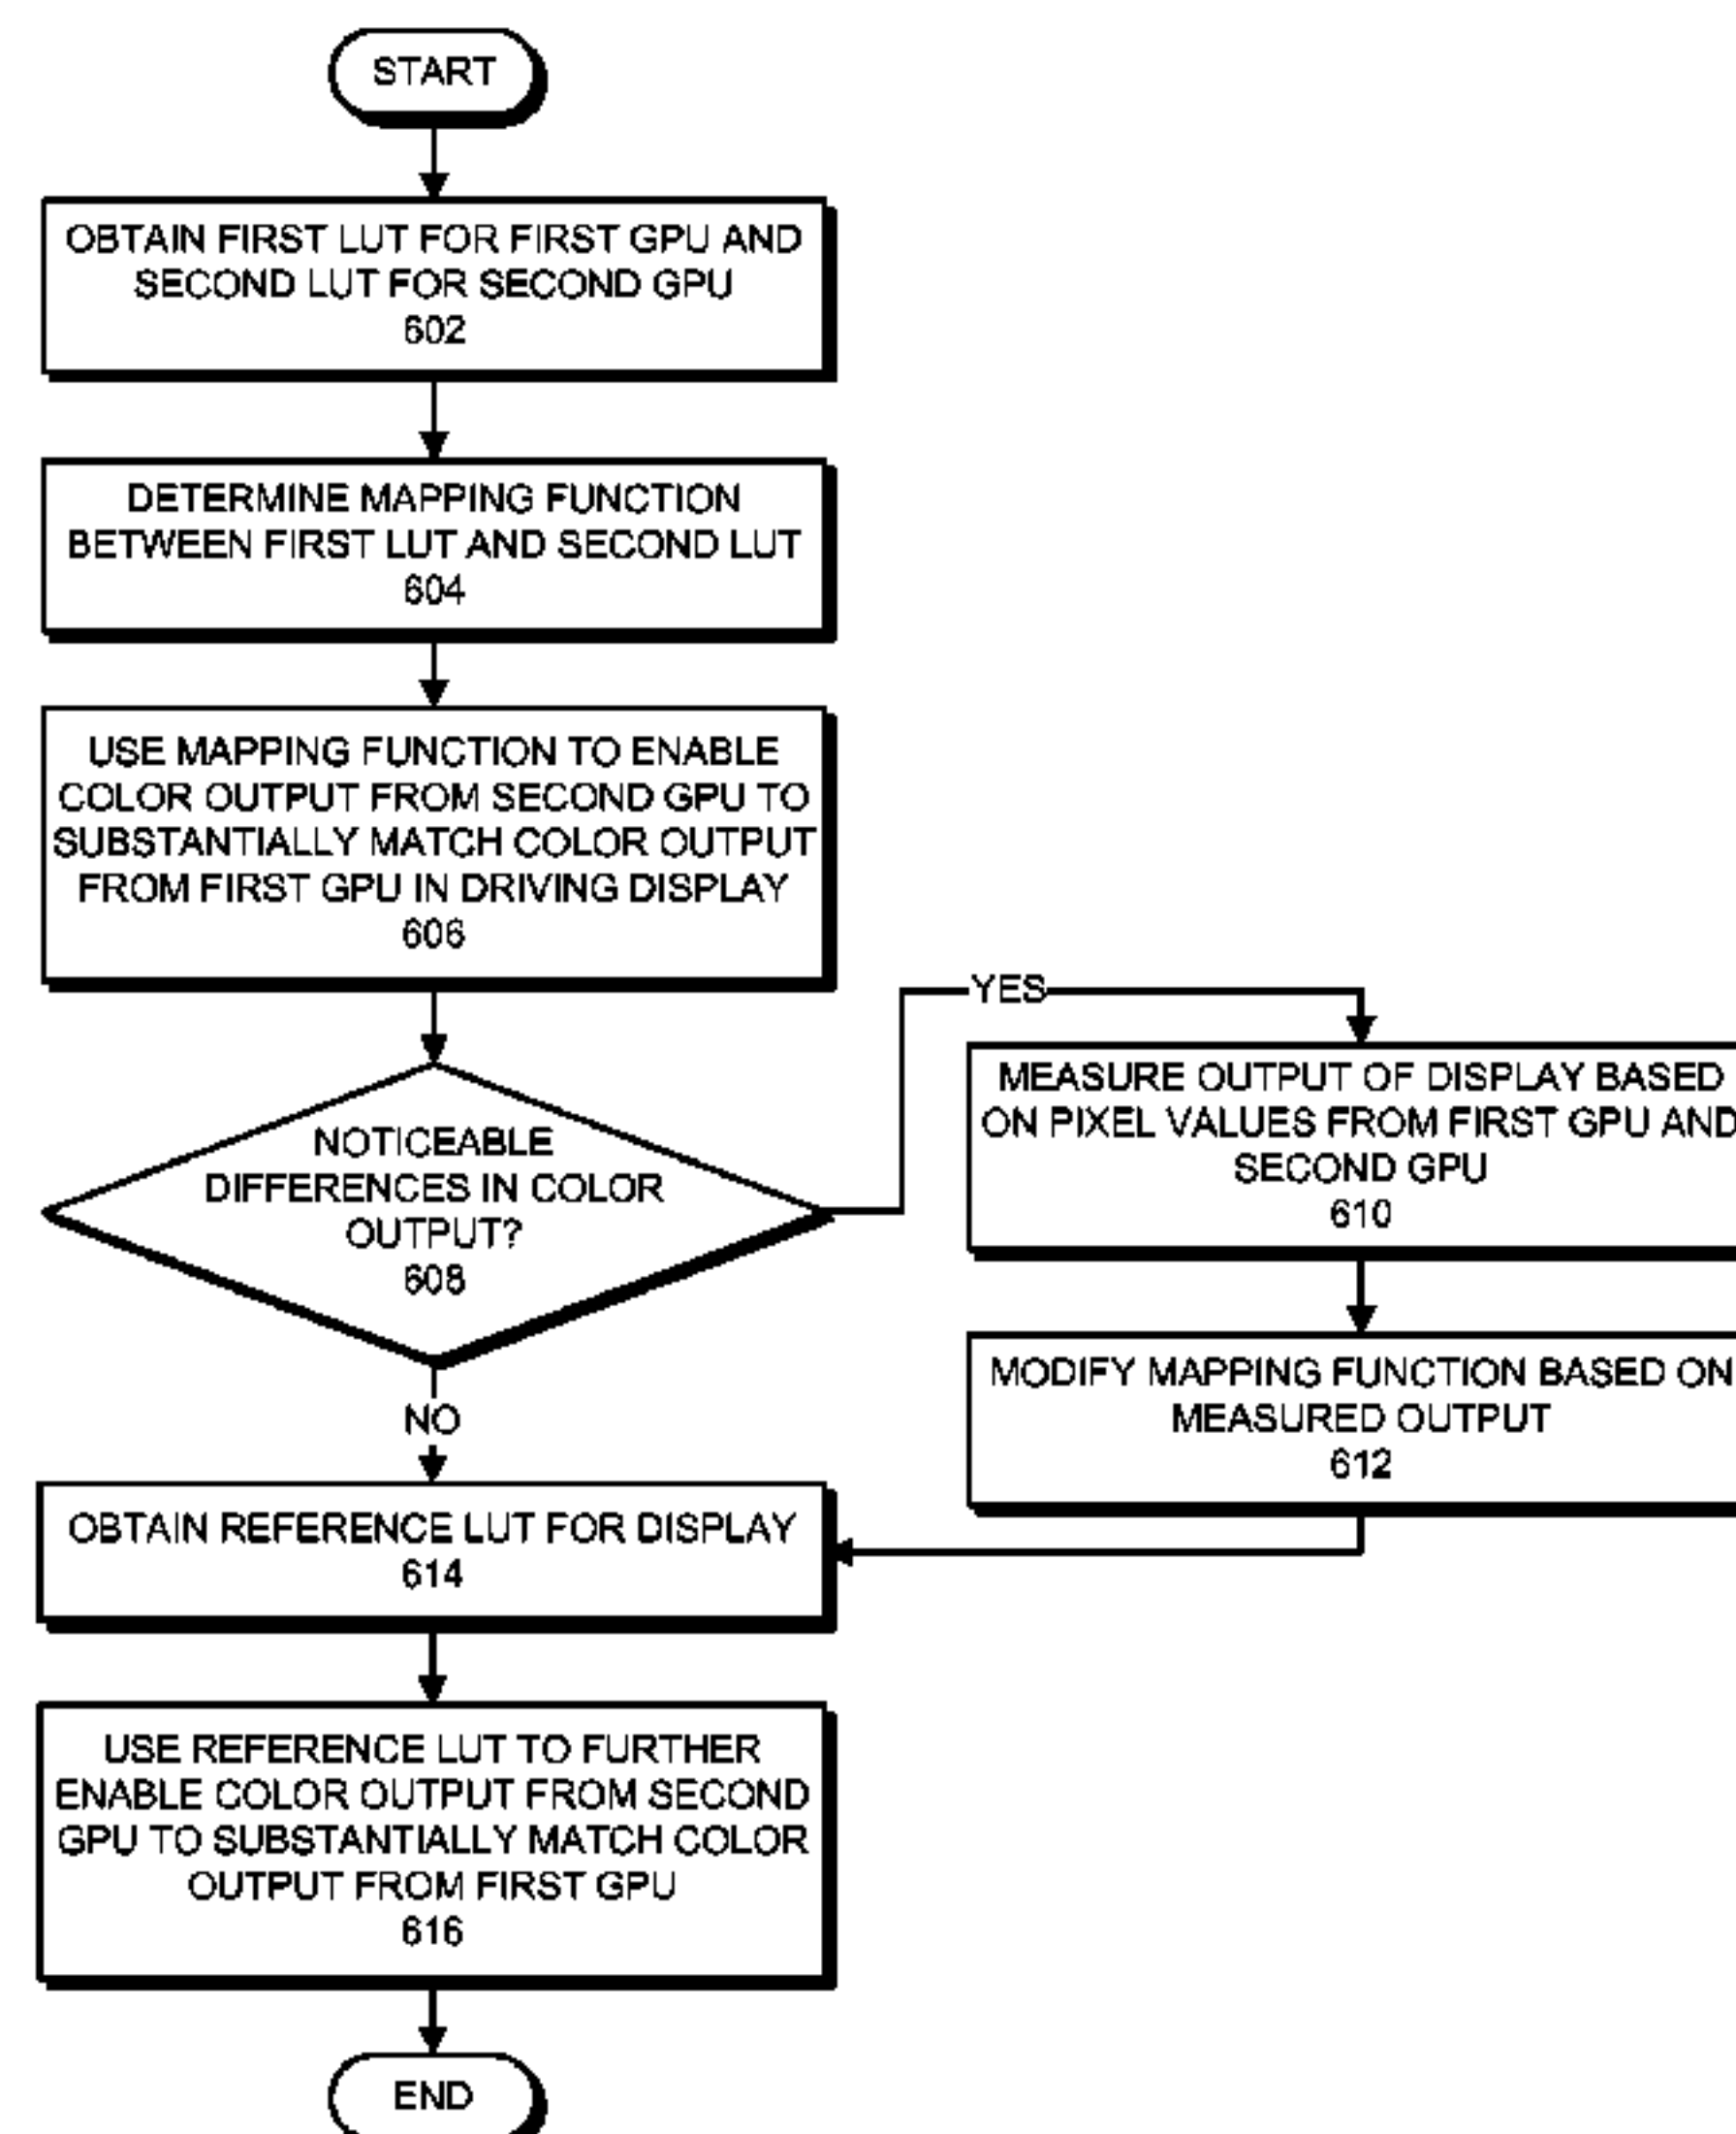 START
OBTAIN FIRST LUT FOR FIRST GPU AND
SECOND LUT FOR SECOND GPU
602
DETERMINE MAPPING FUNCTION
BETWEEN FIRST LUT AND SECOND LUT
604
USE MAPPING FUNCTION TO ENABLE
COLOR OUTPUT FROM SECOND GPU TO
SUBSTANTIALLY MATCH COLOR OUTPUT
FROM FIRST GPU IN DRIVING DISPLAY
606
NOTICEABLE
DIFFERENCES IN COLOR
OUTPUT?
608
YES
MEASURE OUTPUT OF DISPLAY BASED
ON PIXEL VALUES FROM FIRST GPU AND
SECOND GPU
610
MODIFY MAPPING FUNCTION BASED ON
MEASURED OUTPUT
612
NO
OBTAIN REFERENCE LUT FOR DISPLAY
614
USE REFERENCE LUT TO FURTHER
ENABLE COLOR OUTPUT FROM SECOND
GPU TO SUBSTANTIALLY MATCH COLOR
OUTPUT FROM FIRST GPU
616
END